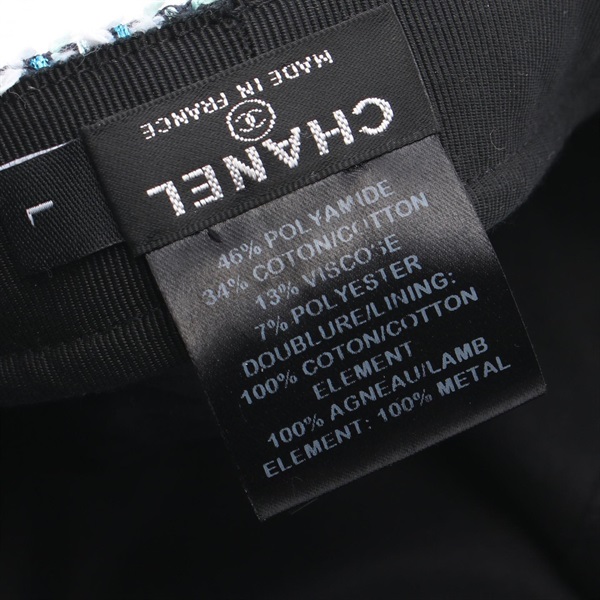 CHANEL
MADE IN FRANCE
L
46% POLYAMIDE
34% COTON/COTTON
13% VISCOSE
7% POLYESTER
DOUBLURE/LINING:
100% COTON/COTTON
ELEMENT
100% AGNEAU/LAMB
ELEMENT: 100% METAL